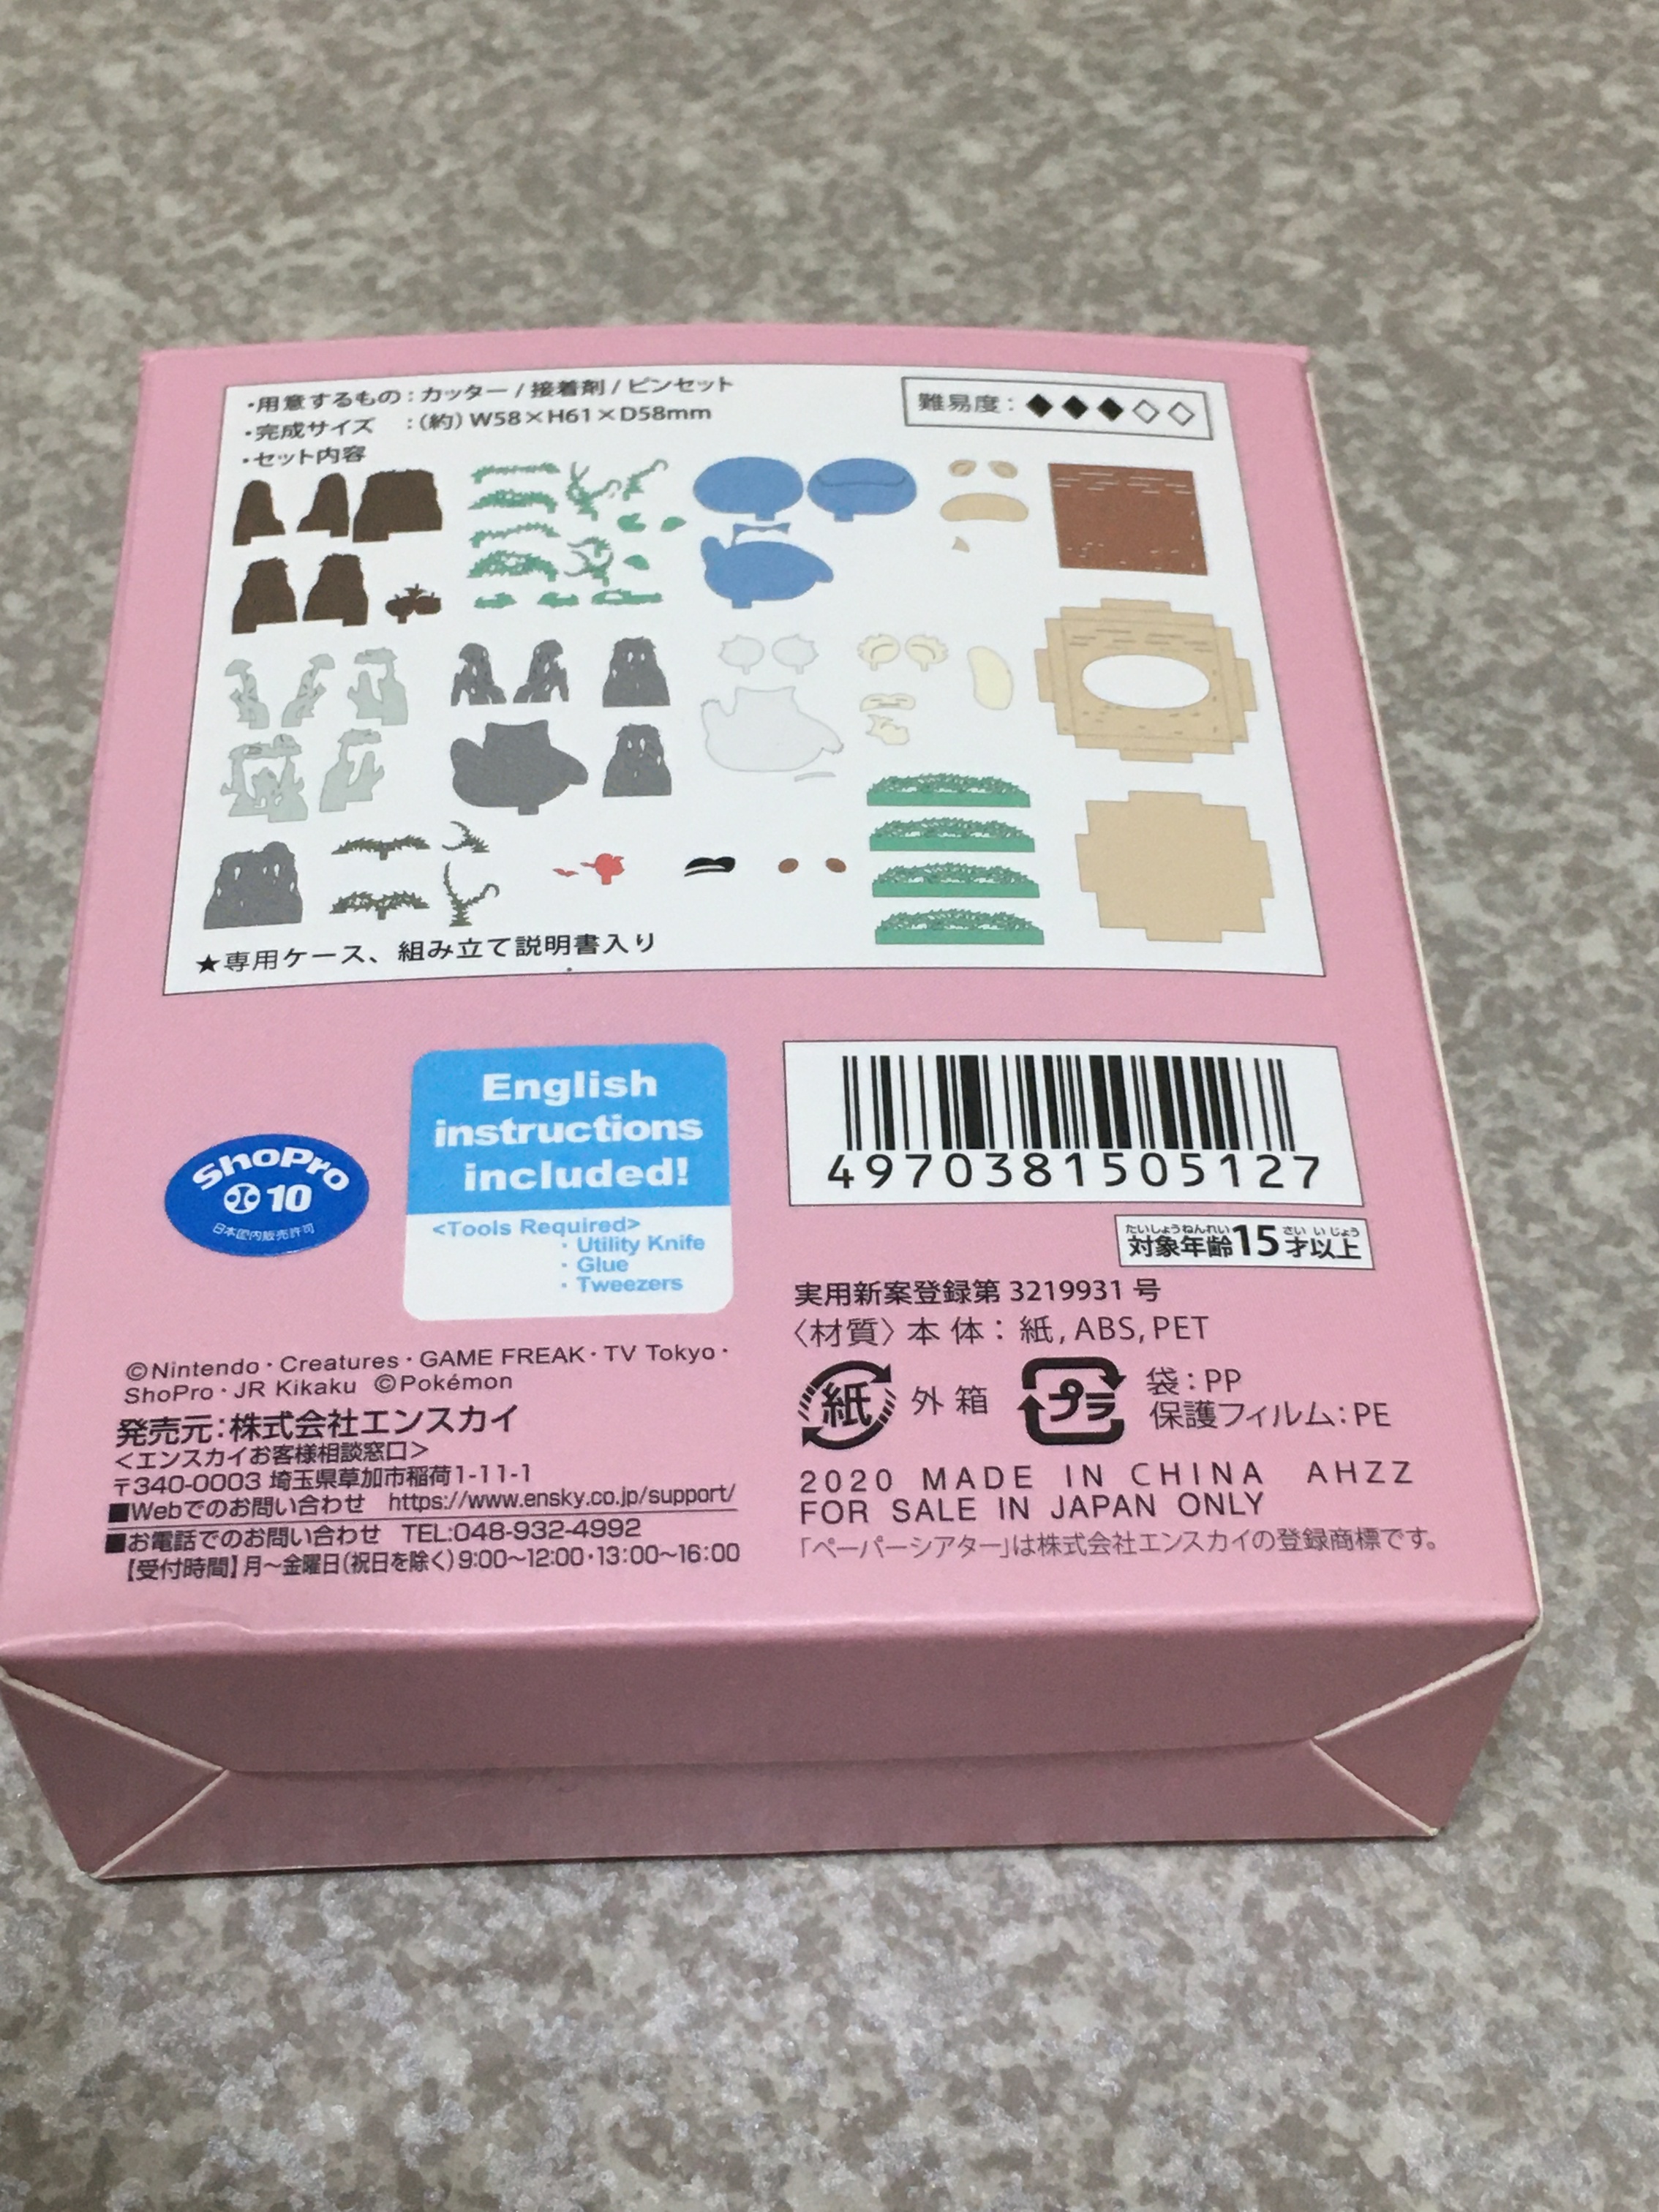 ・用意するもの：カッター / 接着剤 / ピンセット
・完成サイズ ：(約) W58×H61×D58mm
・セット内容
難易度：◆◆◆◇◇
★専用ケース、組み立て説明書入り
ShoPro
10
日本国内販売許可
English
instructions
included!
<Tools Required>
・Utility Knife
・Glue
・Tweezers
4970381505127
たいしょうねんれい さい いじょう
対象年齢15才以上
実用新案登録第 3219931 号
〈材質〉本 体：紙,ABS,PET
紙 外 箱 プラ 袋：PP
保護フィルム：PE
2020 MADE IN CHINA AHZZ
FOR SALE IN JAPAN ONLY
「ペーパーシアター」は株式会社エンスカイの登録商標です。
©Nintendo・Creatures・GAME FREAK・TV Tokyo・
ShoPro・JR Kikaku ©Pokémon
発売元：株式会社エンスカイ
<エンスカイお客様相談窓口>
〒340-0003 埼玉県草加市稲荷1-11-1
■Webでのお問い合わせ https://www.ensky.co.jp/support/
■お電話でのお問い合わせ TEL:048-932-4992
【受付時間】月～金曜日(祝日を除く)9:00～12:00・13:00～16:00